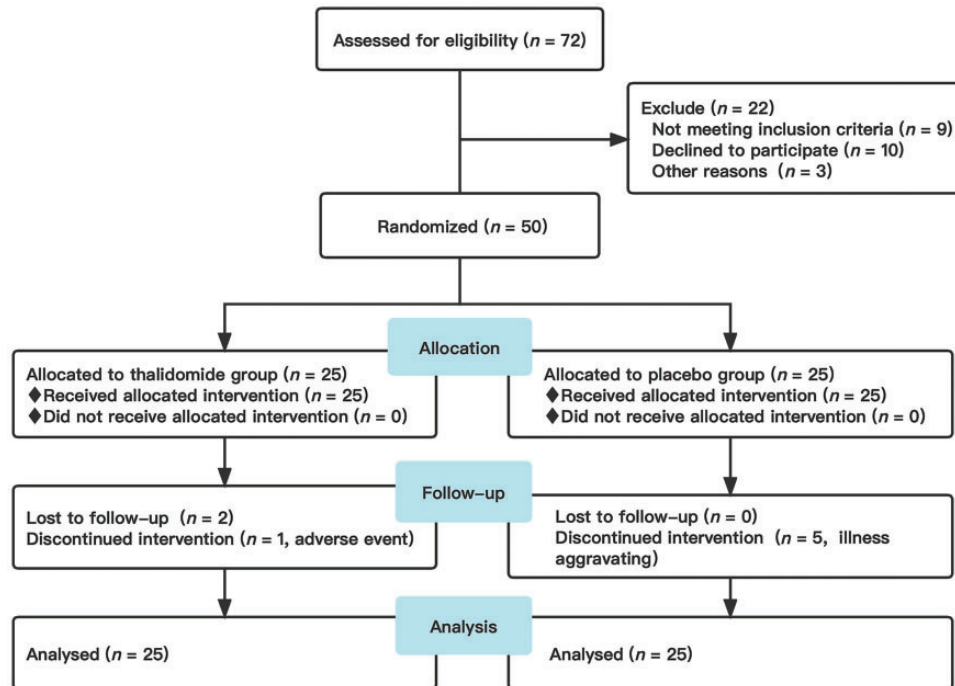 Assessed for eligibility (n = 72)
Exclude (n = 22)
Not meeting inclusion criteria (n = 9)
Declined to participate (n = 10)
Other reasons (n = 3)
Randomized (n = 50)
Allocation
Allocated to thalidomide group (n = 25)
♦Received allocated intervention (n = 25)
♦Did not receive allocated intervention (n = 0)
Allocated to placebo group (n = 25)
♦Received allocated intervention (n = 25)
♦Did not receive allocated intervention (n = 0)
Follow-up
Lost to follow-up (n = 2)
Discontinued intervention (n = 1, adverse event)
Lost to follow-up (n = 0)
Discontinued intervention (n = 5, illness
aggravating)
Analysis
Analysed (n = 25)
Analysed (n = 25)